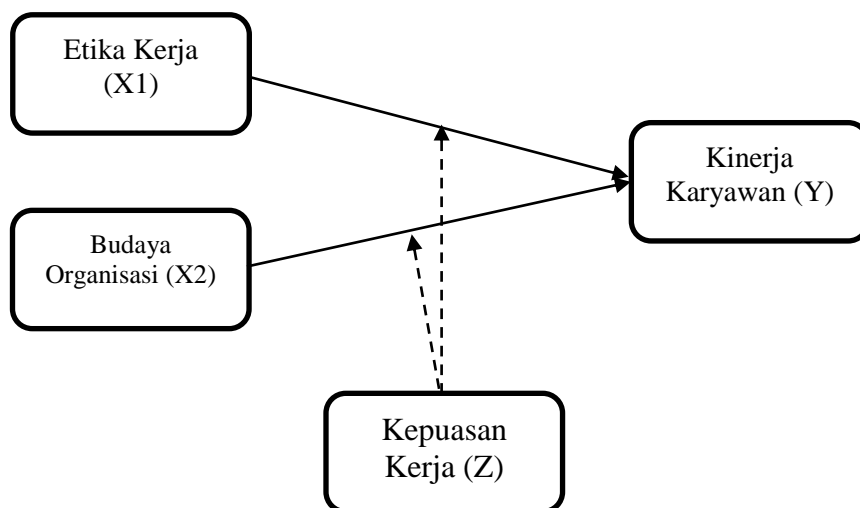 Etika Kerja
(X1)
Kinerja
Karyawan (Y)
Budaya
Organisasi (X2)
Kepuasan
Kerja (Z)